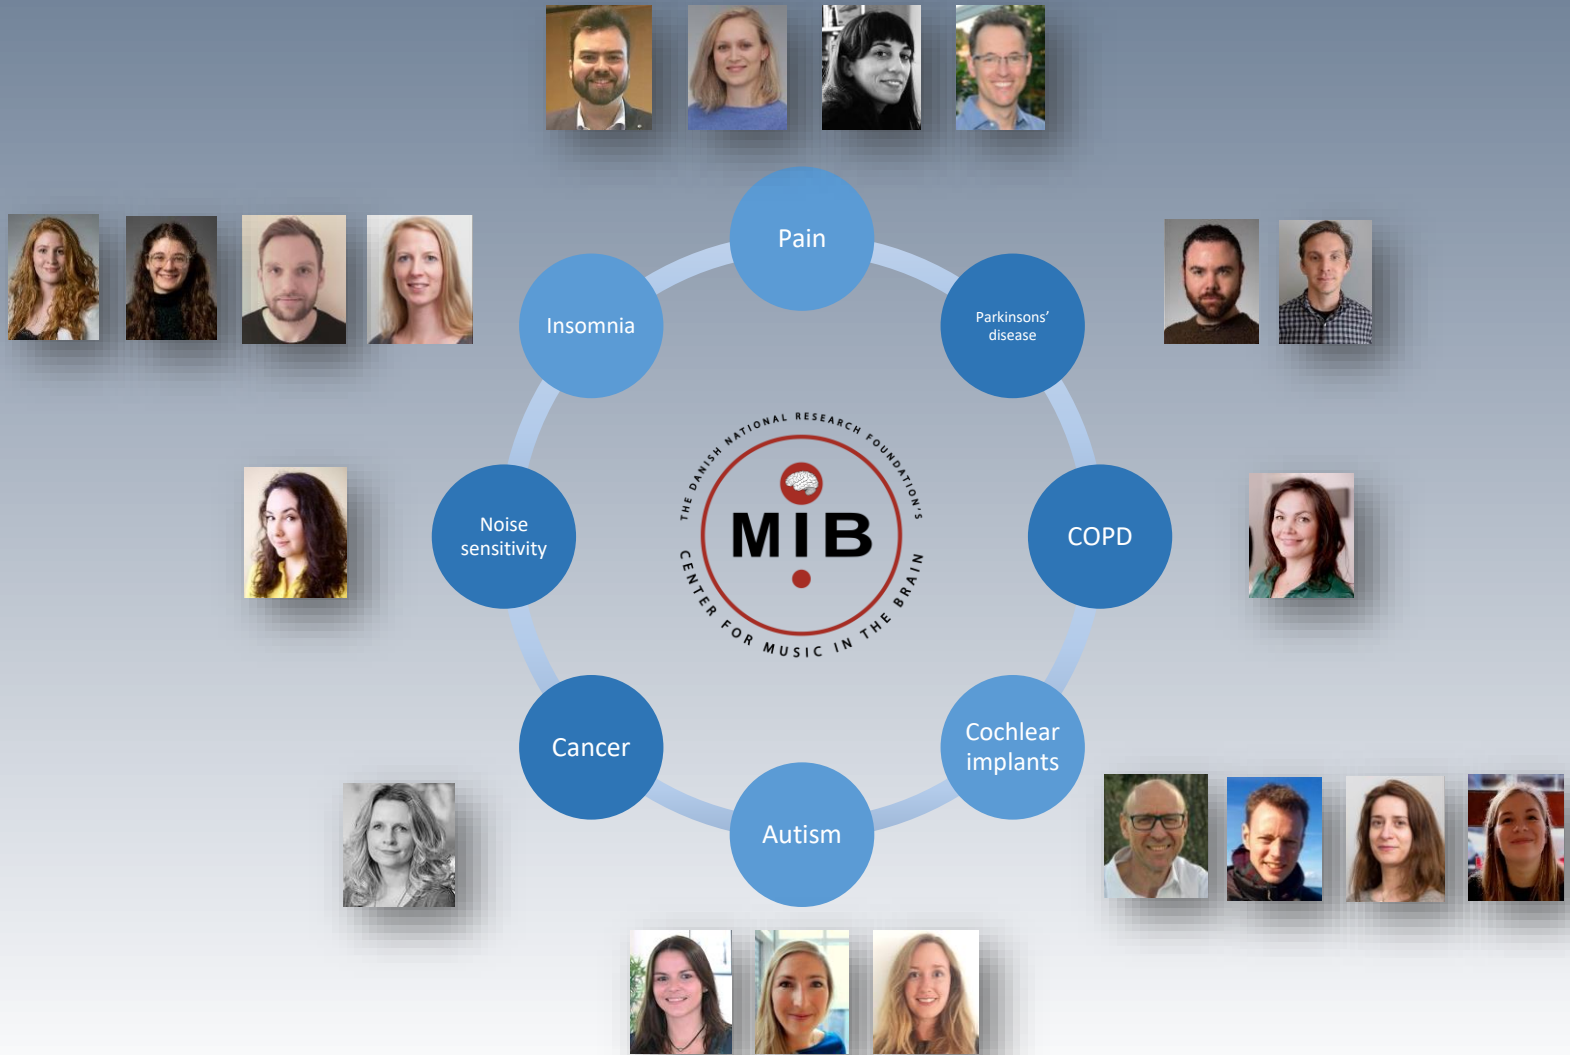 Pain
Insomnia
Parkinsons'
disease
THE DANISH NATIONAL RESEARCH FOUNDATION'S
MIB
CENTER FOR MUSIC IN THE BRAIN
Noise
sensitivity
COPD
Cancer
Cochlear
implants
Autism